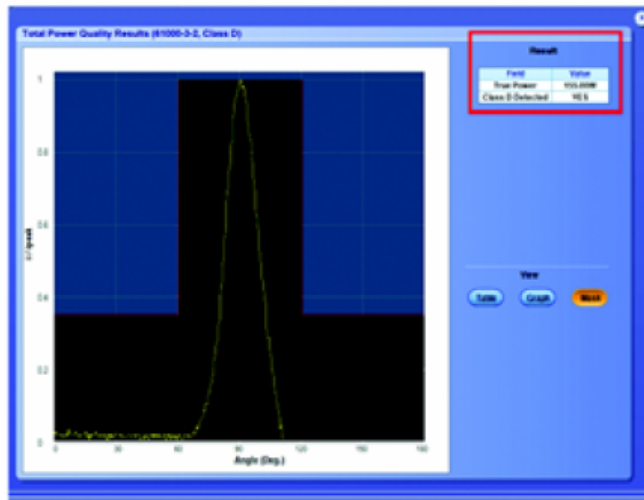 Total Power Quality Results (61000-3-2, Class D)
Result
Field Value
True Power
Class D Detected YES
1
0.8
0.6
0.4
0.2
0
0 30 60 90 120 150 180
Angle (Deg.)
View
Table Graph Mask